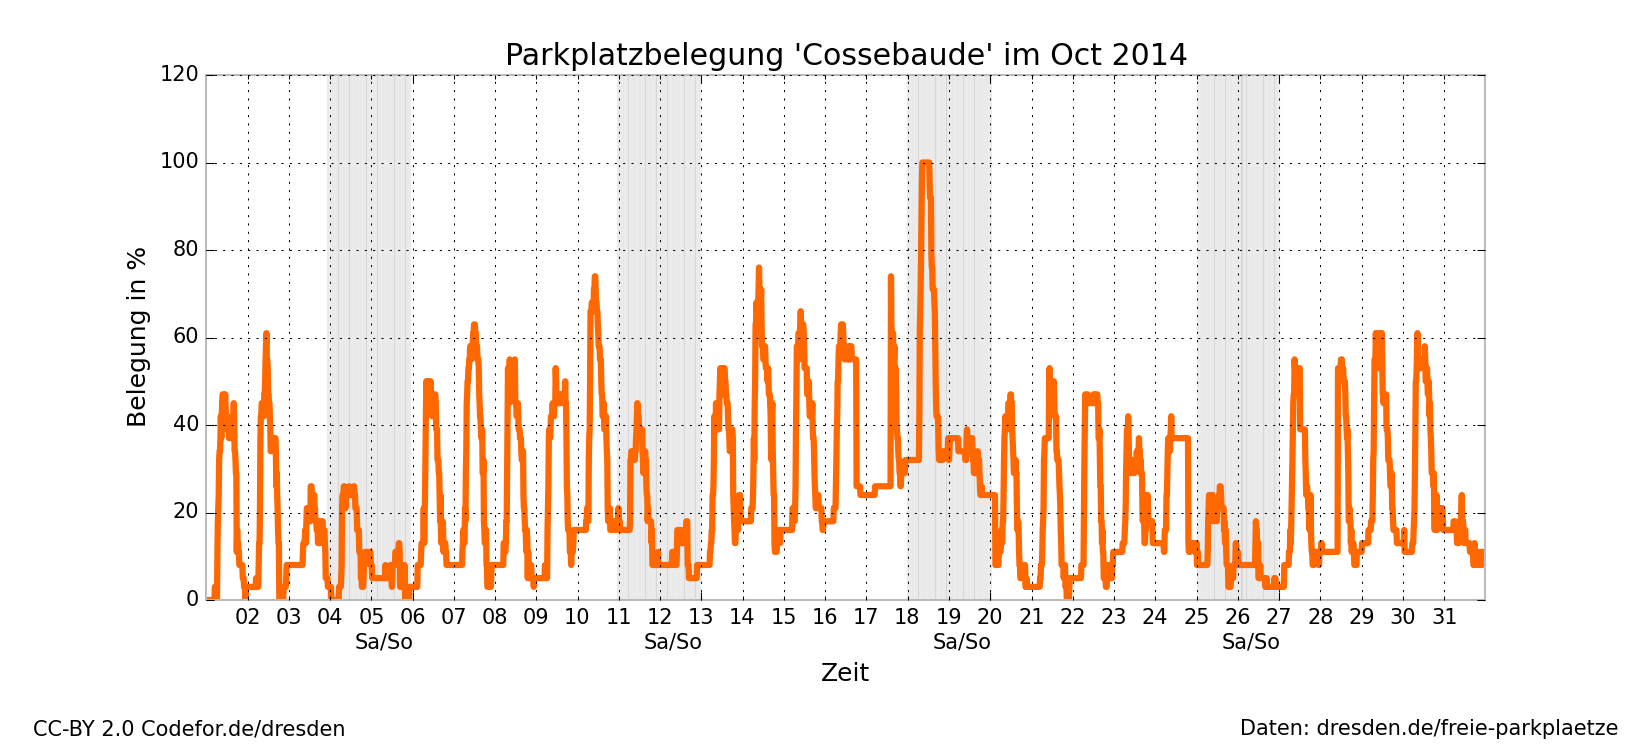 Parkplatzbelegung 'Cossebaude' im Oct 2014
120
100
80
60
40
20
0
Belegung in %
02 03 04 05 06 07 08 09 10 11 12 13 14 15 16 17 18 19 20 21 22 23 24 25 26 27 28 29 30 31
Sa/So Sa/So Sa/So Sa/So
Zeit
CC-BY 2.0 Codefor.de/dresden
Daten: dresden.de/freie-parkplaetze